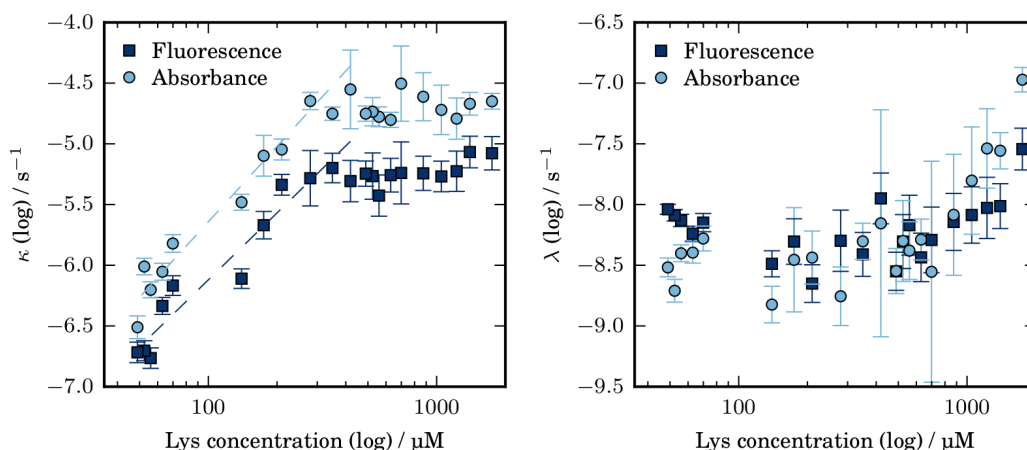 −4.0
−4.5
−5.0
−5.5
−6.0
−6.5
−7.0
κ (log) / s⁻¹
Fluorescence
Absorbance
100
1000
Lys concentration (log) / µM
−6.5
−7.0
−7.5
−8.0
−8.5
−9.0
−9.5
λ (log) / s⁻¹
Fluorescence
Absorbance
100
1000
Lys concentration (log) / µM